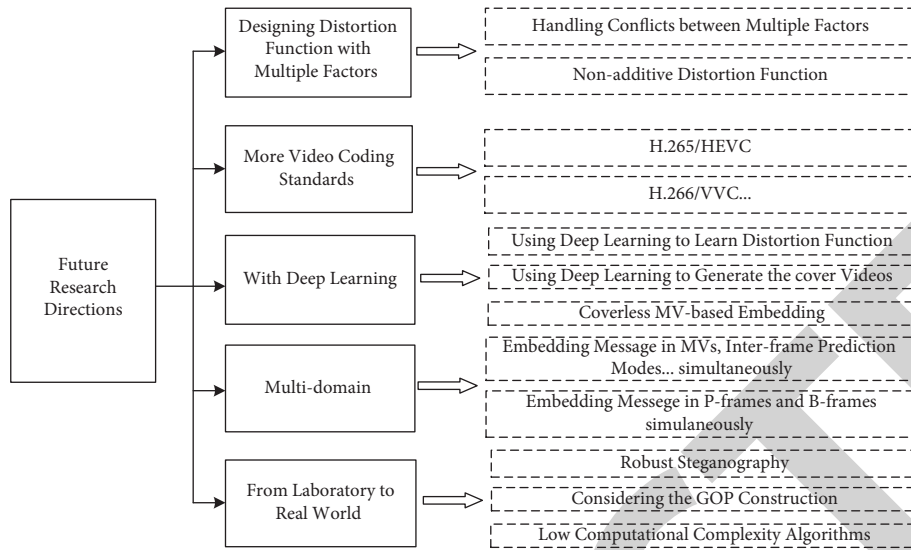 Future
Research
Directions
Designing Distortion
Function with
Multiple Factors
Handling Conflicts between Multiple Factors
Non-additive Distortion Function
More Video Coding
Standards
H.265/HEVC
H.266/VVC...
With Deep Learning
Using Deep Learning to Learn Distortion Function
Using Deep Learning to Generate the cover Videos
Coverless MV-based Embedding
Multi-domain
Embedding Message in MVs, Inter-frame Prediction
Modes... simultaneously
Embedding Messege in P-frames and B-frames
simulaneously
From Laboratory to
Real World
Robust Steganography
Considering the GOP Construction
Low Computational Complexity Algorithms